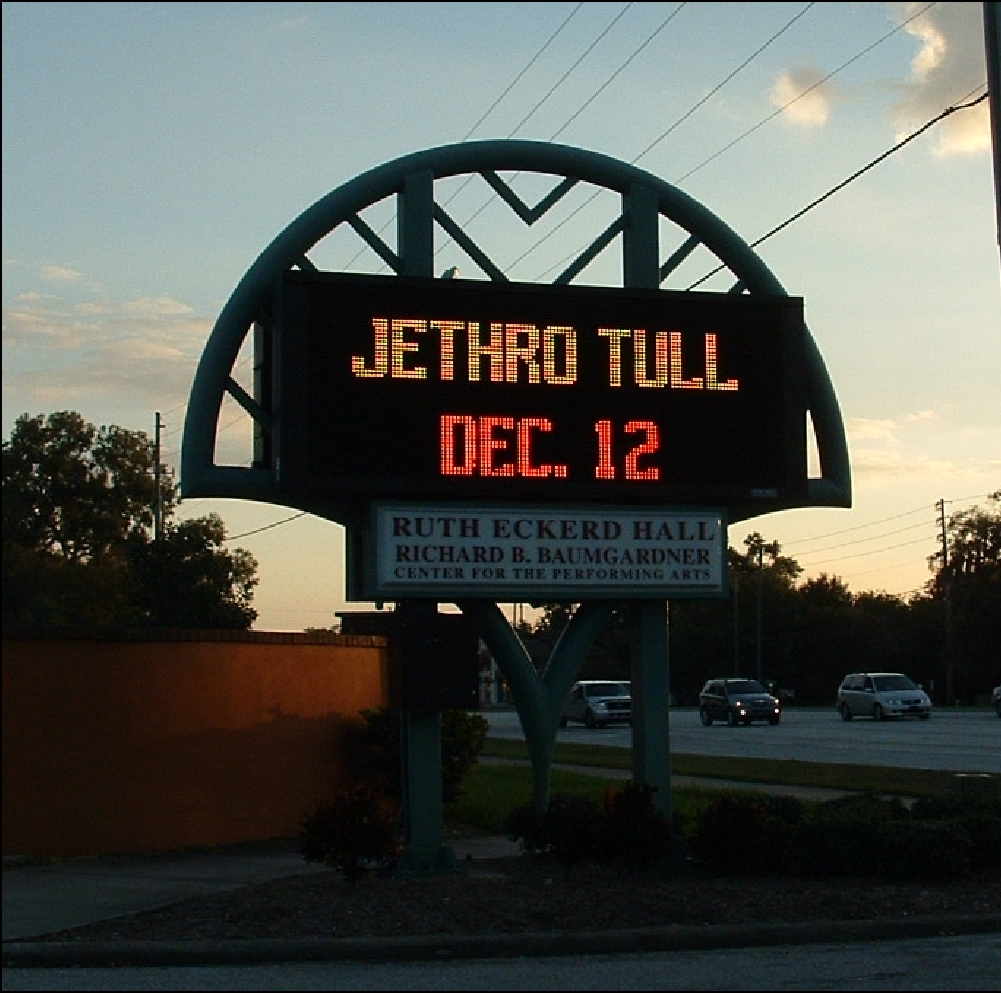 JETHRO TULL
DEC. 12
RUTH ECKERD HALL
RICHARD B. BAUMGARDNER
CENTER FOR THE PERFORMING ARTS